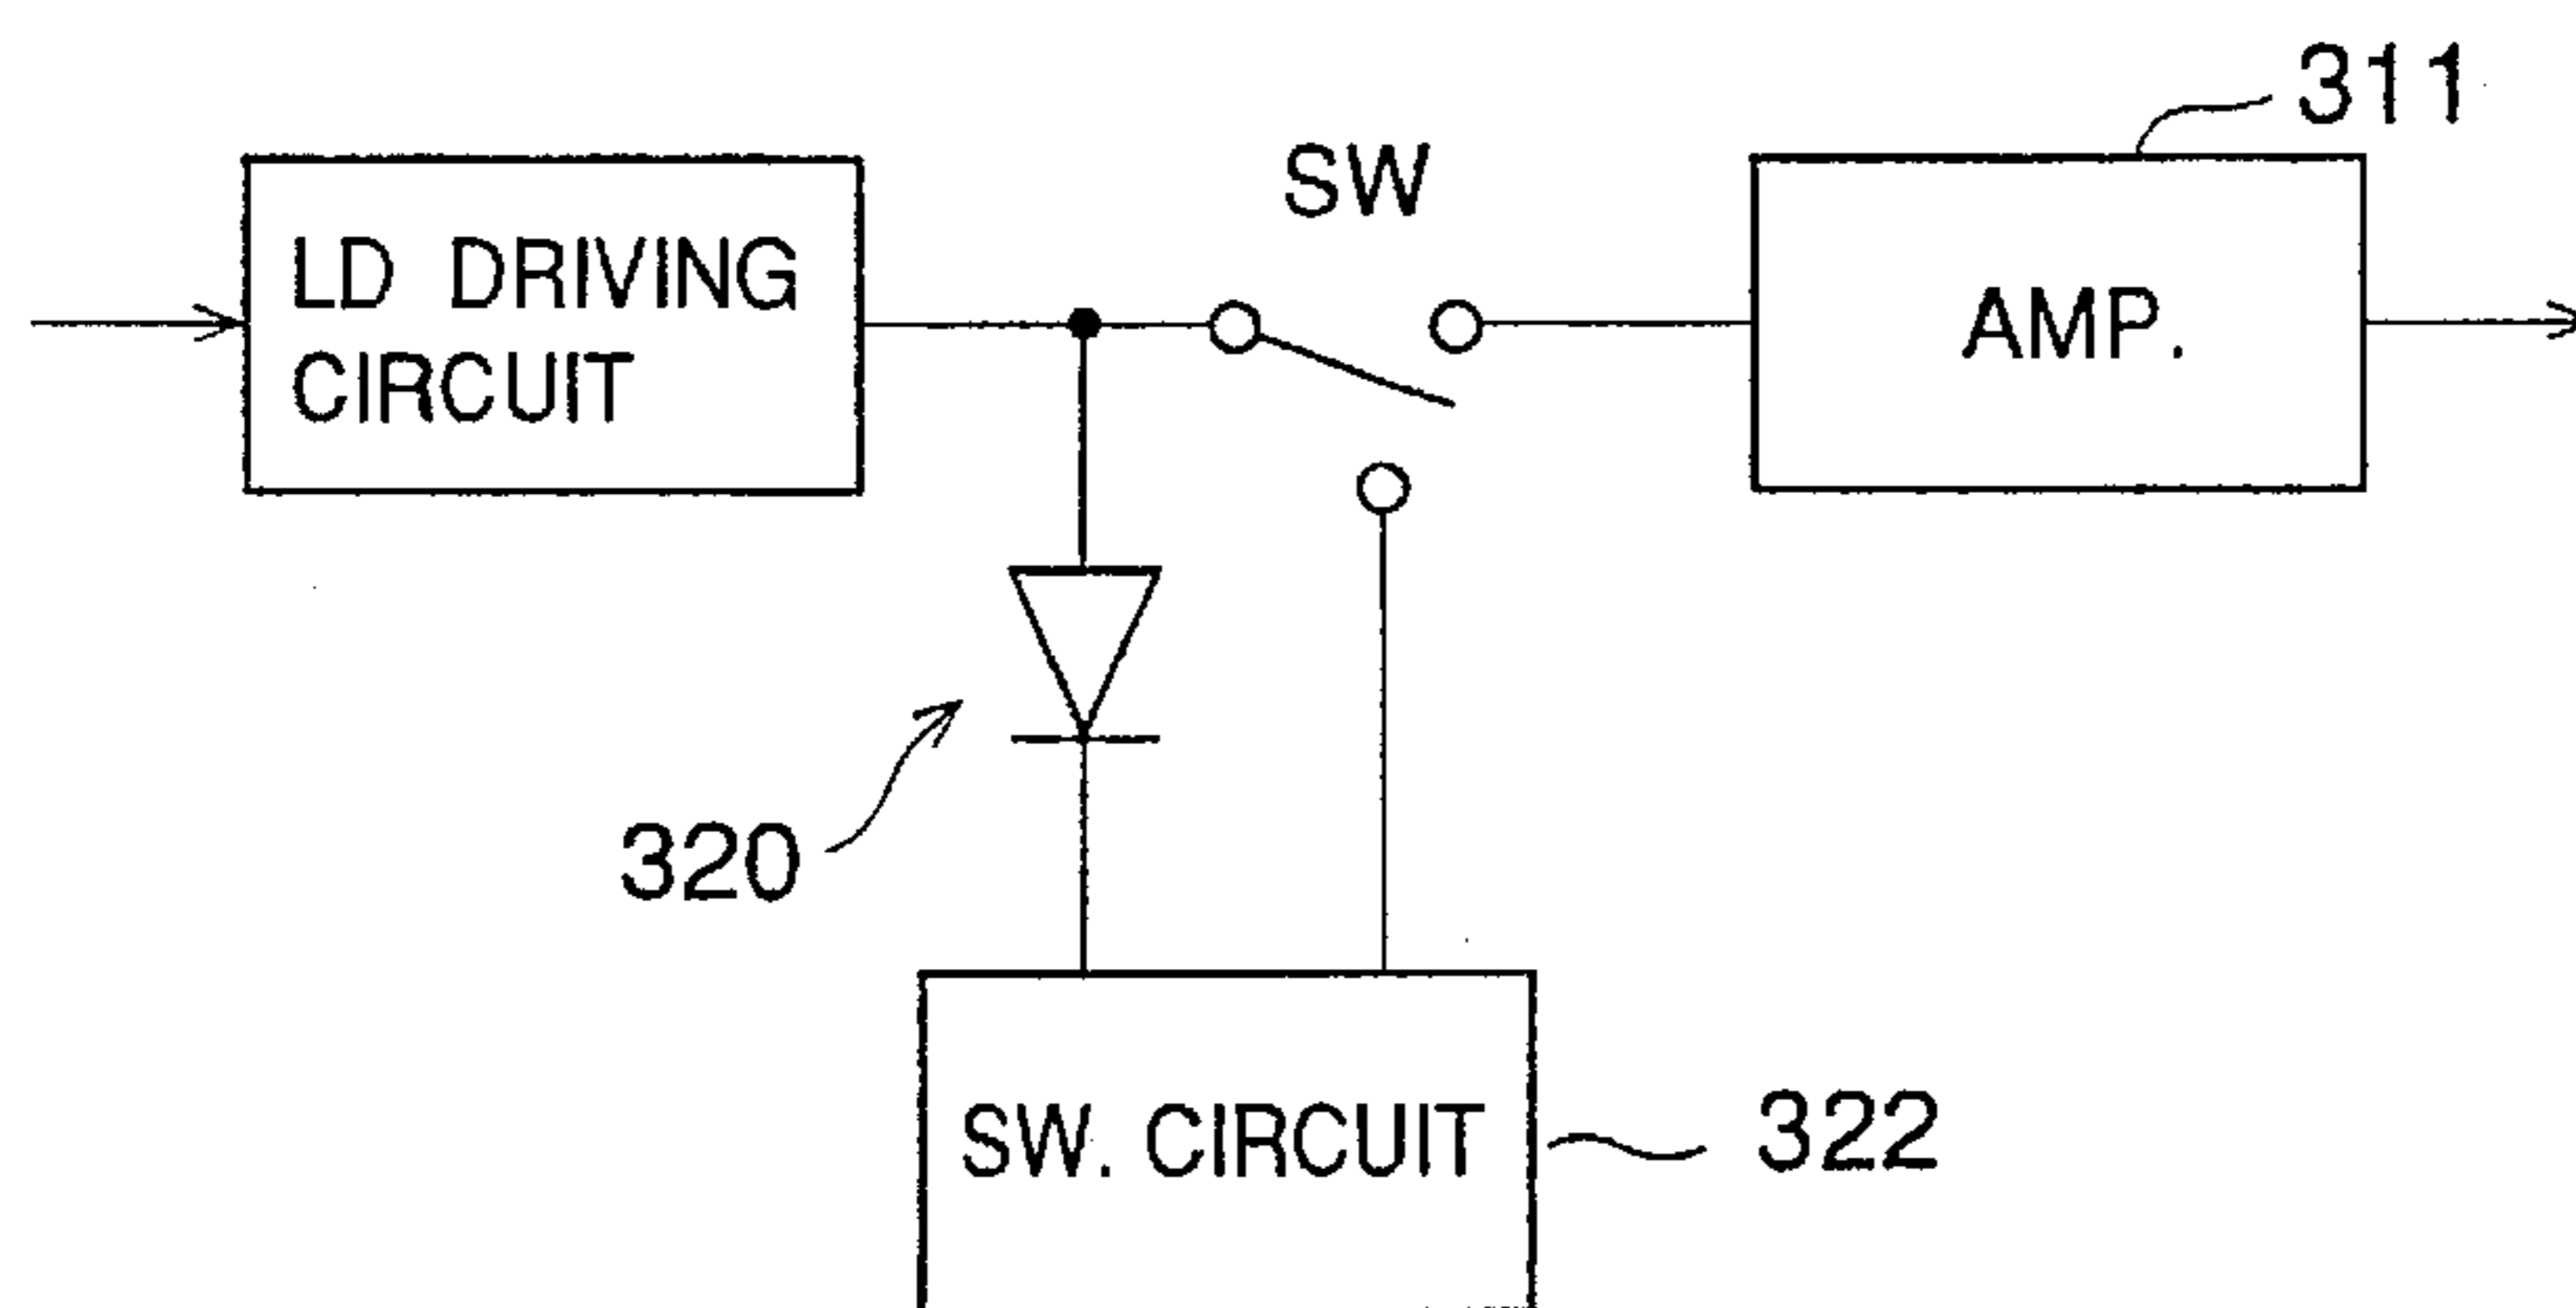 311
SW
LD DRIVING
CIRCUIT
AMP.
320
SW. CIRCUIT
322